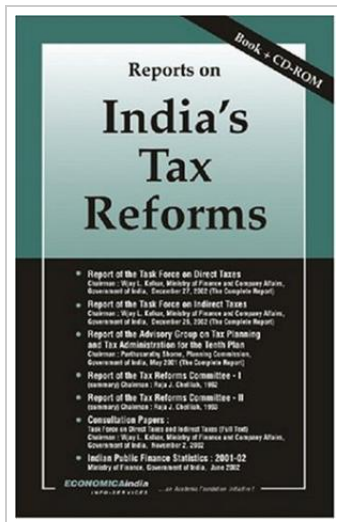 Book + CD-ROM
Reports on
India's
Tax
Reforms
Report of the Task Force on Direct Taxes
Chairman : Vijay L. Kelkar, Ministry of Finance and Company Affairs,
Government of India, December 27, 2002 (The Complete Report)
Report of the Task Force on Indirect Taxes
Chairman : Vijay L. Kelkar, Ministry of Finance and Company Affairs,
Government of India, December 26, 2002 (The Complete Report)
Report of the Advisory Group on Tax Planning
and Tax Administration for the Tenth Plan
Chairman : Parthasarathy Shome, Planning Commission,
Government of India, May 2001 (The Complete Report)
Report of the Tax Reforms Committee - I
(summary) Chairman : Raja J. Chelliah, 1992
Report of the Tax Reforms Committee - II
(summary) Chairman : Raja J. Chelliah, 1993
Consultation Papers :
Task Force on Direct Taxes and Indirect Taxes (Full Text)
Chairman : Vijay L. Kelkar, Ministry of Finance and Company Affairs,
Government of India, November 2, 2002
Indian Public Finance Statistics : 2001-02
Ministry of Finance, Government of India, June 2002
ECONOMICAindia
INFO-SERVICES
...an Academic Foundation Initiative !